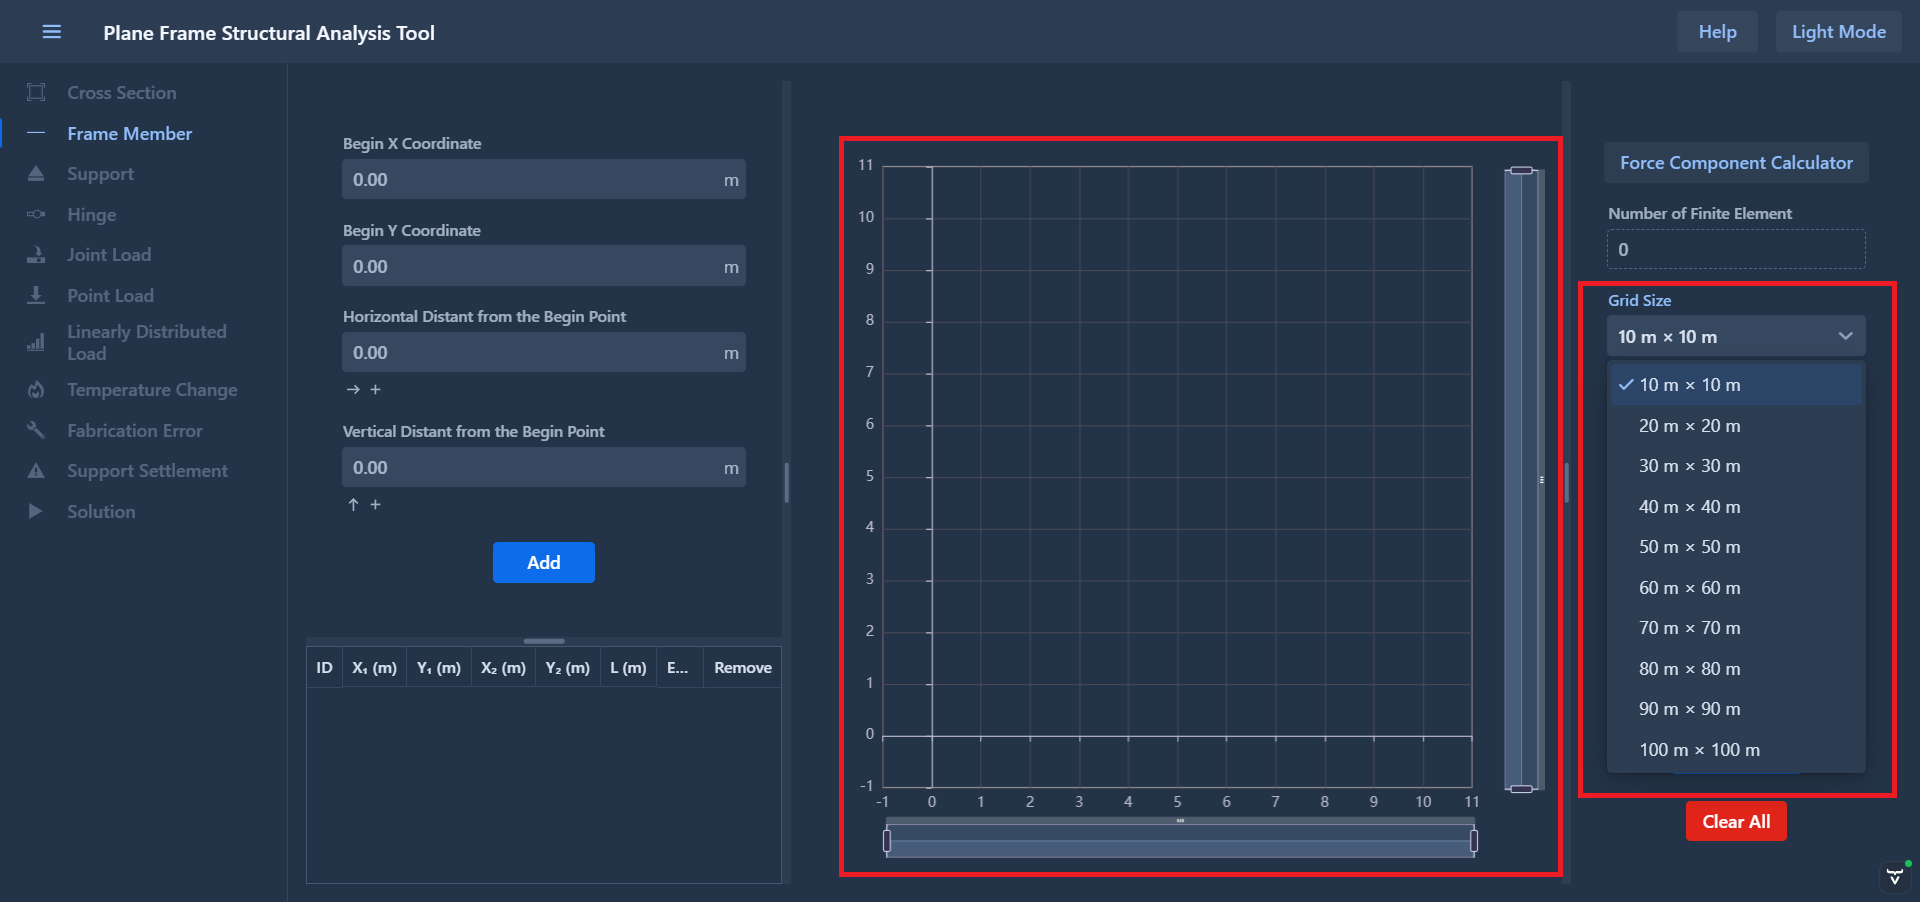 Plane Frame Structural Analysis Tool
Help
Light Mode
Cross Section
Frame Member
Support
Hinge
Joint Load
Point Load
Linearly Distributed
Load
Temperature Change
Fabrication Error
Support Settlement
Solution
Begin X Coordinate
0.00 m
Begin Y Coordinate
0.00 m
Horizontal Distant from the Begin Point
0.00 m
→ +
Vertical Distant from the Begin Point
0.00 m
↑ +
Add
ID X₁ (m) Y₁ (m) X₂ (m) Y₂ (m) L (m) E... Remove
11
10
9
8
7
6
5
4
3
2
1
0
-1
-1 0 1 2 3 4 5 6 7 8 9 10 11
Force Component Calculator
Number of Finite Element
0
Grid Size
10 m × 10 m
10 m × 10 m
20 m × 20 m
30 m × 30 m
40 m × 40 m
50 m × 50 m
60 m × 60 m
70 m × 70 m
80 m × 80 m
90 m × 90 m
100 m × 100 m
Clear All